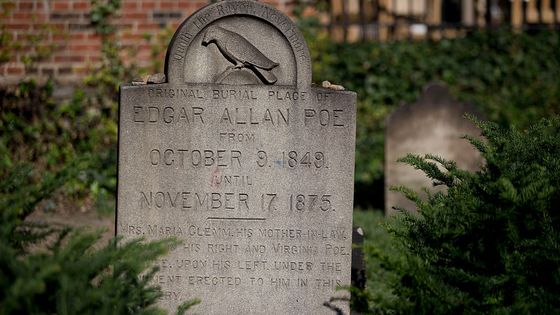 QUOTH THE RAVEN NEVERMORE
ORIGINAL BURIAL PLACE OF
EDGAR ALLAN POE
FROM
OCTOBER 9. 1849.
UNTIL
NOVEMBER 17. 1875.
MRS. MARIA CLEMM, HIS MOTHER-IN-LAW,
HIS RIGHT AND VIRGINIA POE,
UPON HIS LEFT, UNDER THE
ERECTED TO HIM IN THIS